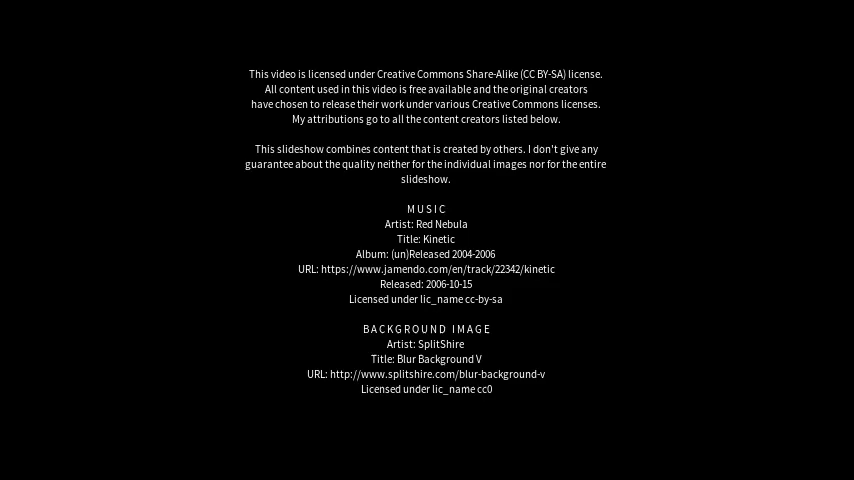 This video is licensed under Creative Commons Share-Alike (CC BY-SA) license.
All content used in this video is free available and the original creators
have chosen to release their work under various Creative Commons licenses.
My attributions go to all the content creators listed below.
This slideshow combines content that is created by others. I don't give any
guarantee about the quality neither for the individual images nor for the entire
slideshow.
MUSIC
Artist: Red Nebula
Title: Kinetic
Album: (un)Released 2004-2006
URL: https://www.jamendo.com/en/track/22342/kinetic
Released: 2006-10-15
Licensed under lic_name cc-by-sa
BACKGROUND IMAGE
Artist: SplitShire
Title: Blur Background V
URL: http://www.splitshire.com/blur-background-v
Licensed under lic_name cc0